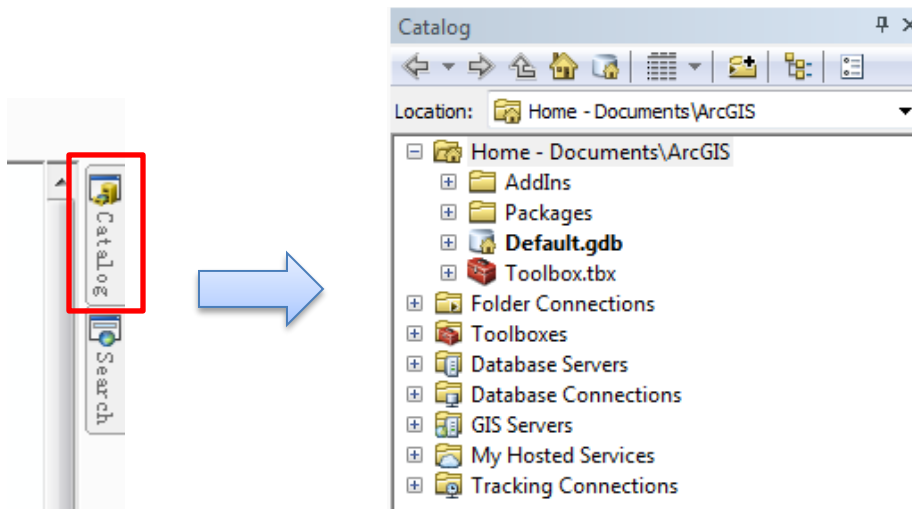 Catalog
Search
Catalog
Location: Home - Documents\ArcGIS
Home - Documents\ArcGIS
AddIns
Packages
Default.gdb
Toolbox.tbx
Folder Connections
Toolboxes
Database Servers
Database Connections
GIS Servers
My Hosted Services
Tracking Connections